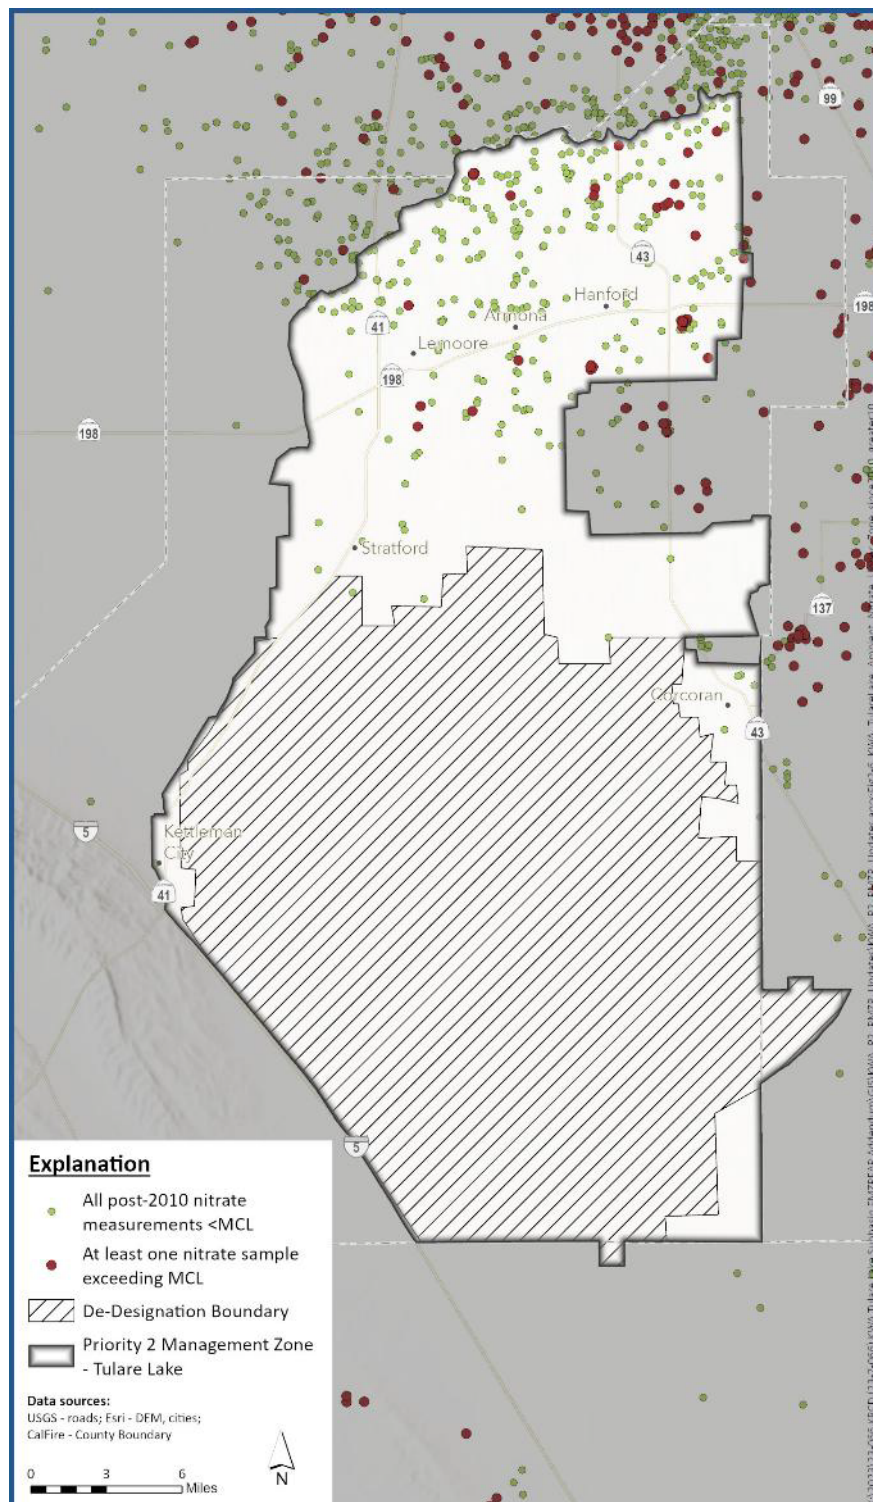 99
43
198
Hanford
Armona
41
Lemoore
198
198
Stratford
137
Corcoran
43
Kettleman
City
5
41
5
Explanation
All post-2010 nitrate
measurements <MCL
At least one nitrate sample
exceeding MCL
De-Designation Boundary
Priority 2 Management Zone
- Tulare Lake
Data sources:
USGS - roads; Esri - DEM, cities;
CalFire - County Boundary
0 3 6
Miles
N